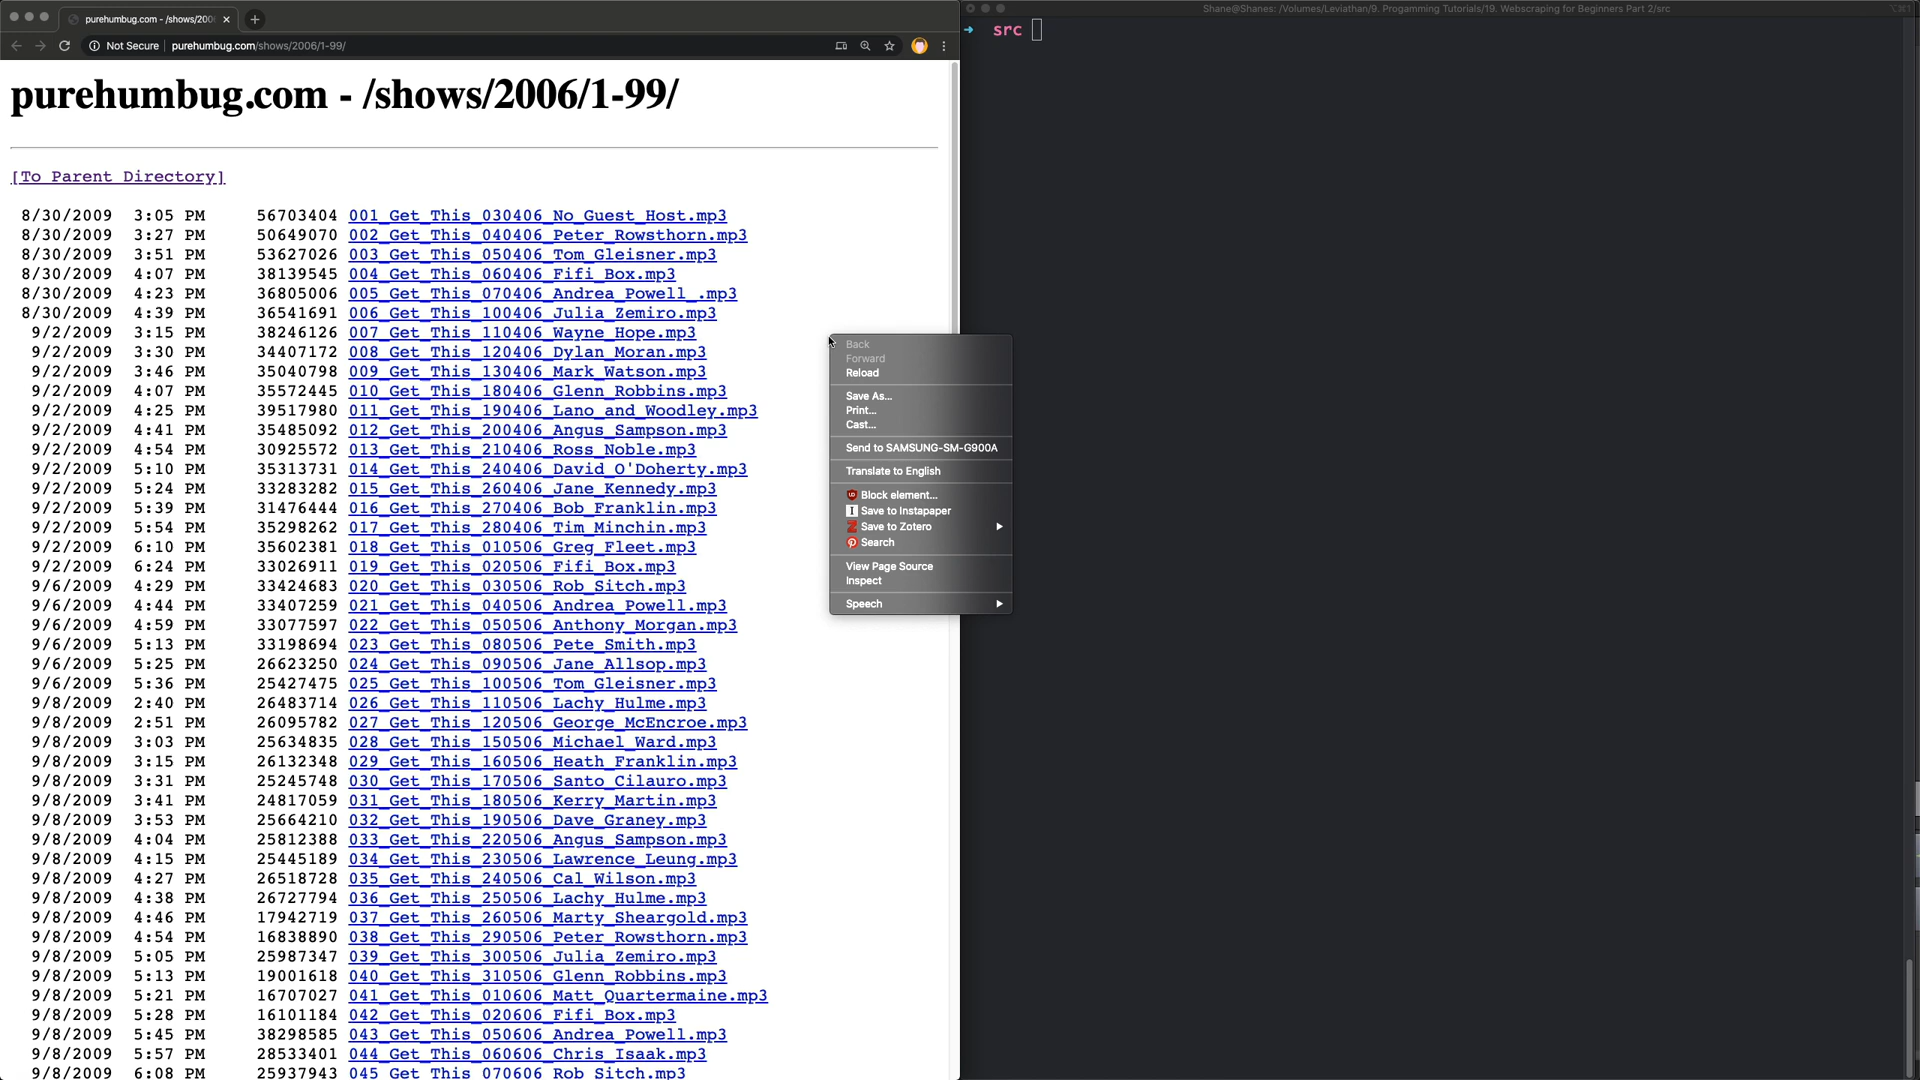 purehumbug.com - /shows/200
Not Secure purehumbug.com/shows/2006/1-99/
purehumbug.com - /shows/2006/1-99/
[To Parent Directory]
8/30/2009 3:05 PM 56703404 001_Get_This_030406_No_Guest_Host.mp3
8/30/2009 3:27 PM 50649070 002_Get_This_040406_Peter_Rowsthorn.mp3
8/30/2009 3:51 PM 53627026 003_Get_This_050406_Tom_Gleisner.mp3
8/30/2009 4:07 PM 38139545 004_Get_This_060406_Fifi_Box.mp3
8/30/2009 4:23 PM 36805006 005_Get_This_070406_Andrea_Powell_.mp3
8/30/2009 4:39 PM 36541691 006_Get_This_100406_Julia_Zemiro.mp3
9/2/2009 3:15 PM 38246126 007_Get_This_110406_Wayne_Hope.mp3
9/2/2009 3:30 PM 34407172 008_Get_This_120406_Dylan_Moran.mp3
9/2/2009 3:46 PM 35040798 009_Get_This_130406_Mark_Watson.mp3
9/2/2009 4:07 PM 35572445 010_Get_This_180406_Glenn_Robbins.mp3
9/2/2009 4:25 PM 39517980 011_Get_This_190406_Lano_and_Woodley.mp3
9/2/2009 4:41 PM 35485092 012_Get_This_200406_Angus_Sampson.mp3
9/2/2009 4:54 PM 30925572 013_Get_This_210406_Ross_Noble.mp3
9/2/2009 5:10 PM 35313731 014_Get_This_240406_David_O'Doherty.mp3
9/2/2009 5:24 PM 33283282 015_Get_This_260406_Jane_Kennedy.mp3
9/2/2009 5:39 PM 31476444 016_Get_This_270406_Bob_Franklin.mp3
9/2/2009 5:54 PM 35298262 017_Get_This_280406_Tim_Minchin.mp3
9/2/2009 6:10 PM 35602381 018_Get_This_010506_Greg_Fleet.mp3
9/2/2009 6:24 PM 33026911 019_Get_This_020506_Fifi_Box.mp3
9/6/2009 4:29 PM 33424683 020_Get_This_030506_Rob_Sitch.mp3
9/6/2009 4:44 PM 33407259 021_Get_This_040506_Andrea_Powell.mp3
9/6/2009 4:59 PM 33077597 022_Get_This_050506_Anthony_Morgan.mp3
9/6/2009 5:13 PM 33198694 023_Get_This_080506_Pete_Smith.mp3
9/6/2009 5:25 PM 26623250 024_Get_This_090506_Jane_Allsop.mp3
9/6/2009 5:36 PM 25427475 025_Get_This_100506_Tom_Gleisner.mp3
9/8/2009 2:40 PM 26483714 026_Get_This_110506_Lachy_Hulme.mp3
9/8/2009 2:51 PM 26095782 027_Get_This_120506_George_McEncroe.mp3
9/8/2009 3:03 PM 25634835 028_Get_This_150506_Michael_Ward.mp3
9/8/2009 3:15 PM 26132348 029_Get_This_160506_Heath_Franklin.mp3
9/8/2009 3:31 PM 25245748 030_Get_This_170506_Santo_Cilauro.mp3
9/8/2009 3:41 PM 24817059 031_Get_This_180506_Kerry_Martin.mp3
9/8/2009 3:53 PM 25664210 032_Get_This_190506_Dave_Graney.mp3
9/8/2009 4:04 PM 25812388 033_Get_This_220506_Angus_Sampson.mp3
9/8/2009 4:15 PM 25445189 034_Get_This_230506_Lawrence_Leung.mp3
9/8/2009 4:27 PM 26518728 035_Get_This_240506_Cal_Wilson.mp3
9/8/2009 4:38 PM 26727794 036_Get_This_250506_Lachy_Hulme.mp3
9/8/2009 4:46 PM 17942719 037_Get_This_260506_Marty_Sheargold.mp3
9/8/2009 4:54 PM 16838890 038_Get_This_290506_Peter_Rowsthorn.mp3
9/8/2009 5:05 PM 25987347 039_Get_This_300506_Julia_Zemiro.mp3
9/8/2009 5:13 PM 19001618 040_Get_This_310506_Glenn_Robbins.mp3
9/8/2009 5:21 PM 16707027 041_Get_This_010606_Matt_Quartermaine.mp3
9/8/2009 5:28 PM 16101184 042_Get_This_020606_Fifi_Box.mp3
9/8/2009 5:45 PM 38298585 043_Get_This_050606_Andrea_Powell.mp3
9/8/2009 5:57 PM 28533401 044_Get_This_060606_Chris_Isaak.mp3
9/8/2009 6:08 PM 25937943 045_Get_This_070606_Rob_Sitch.mp3
Back
Forward
Reload
Save As...
Print...
Cast...
Send to SAMSUNG-SM-G900A
Translate to English
Block element...
Save to Instapaper
Save to Zotero
Search
View Page Source
Inspect
Speech
Shane@Shanes: /Volumes/Leviathan/9. Progamming Tutorials/19. Webscraping for Beginners Part 2/src
src